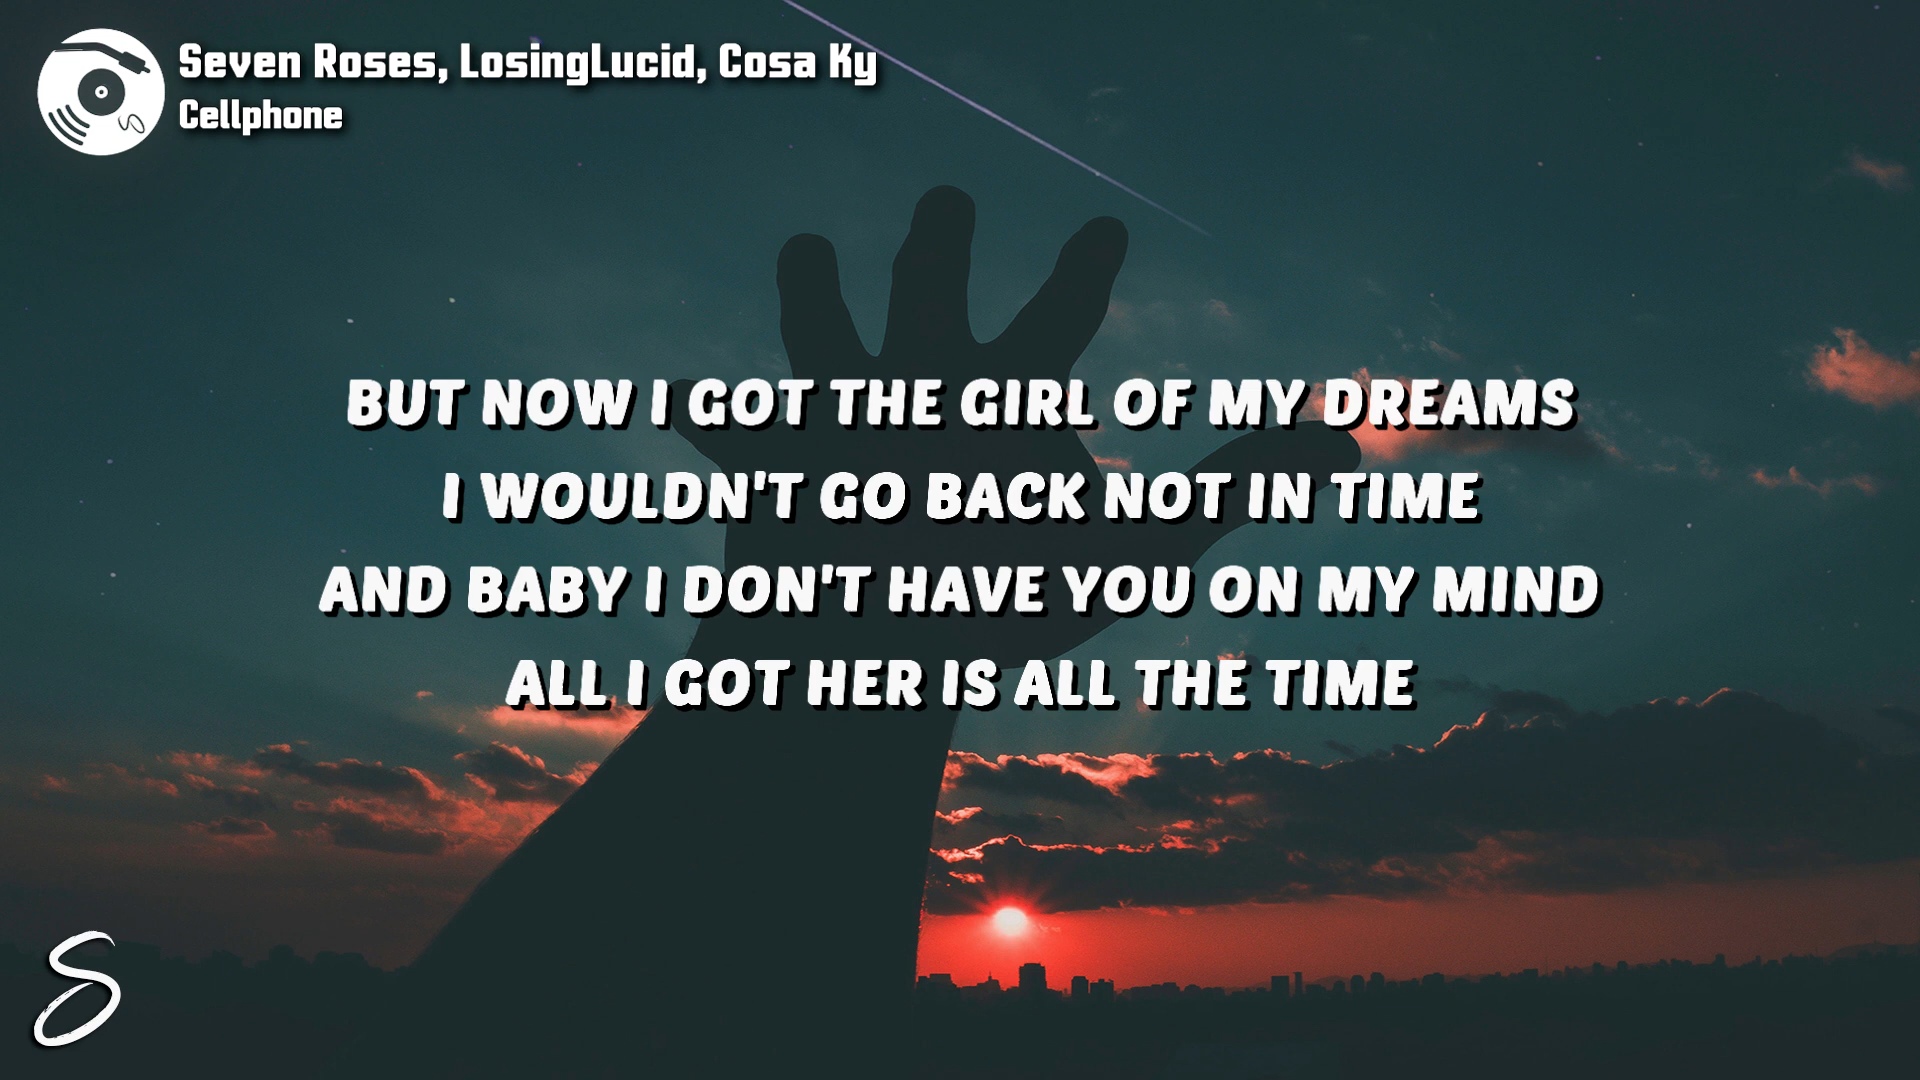 Seven Roses, LosingLucid, Cosa Ky
Cellphone
BUT NOW I GOT THE GIRL OF MY DREAMS
I WOULDN'T GO BACK NOT IN TIME
AND BABY I DON'T HAVE YOU ON MY MIND
ALL I GOT HER IS ALL THE TIME
S